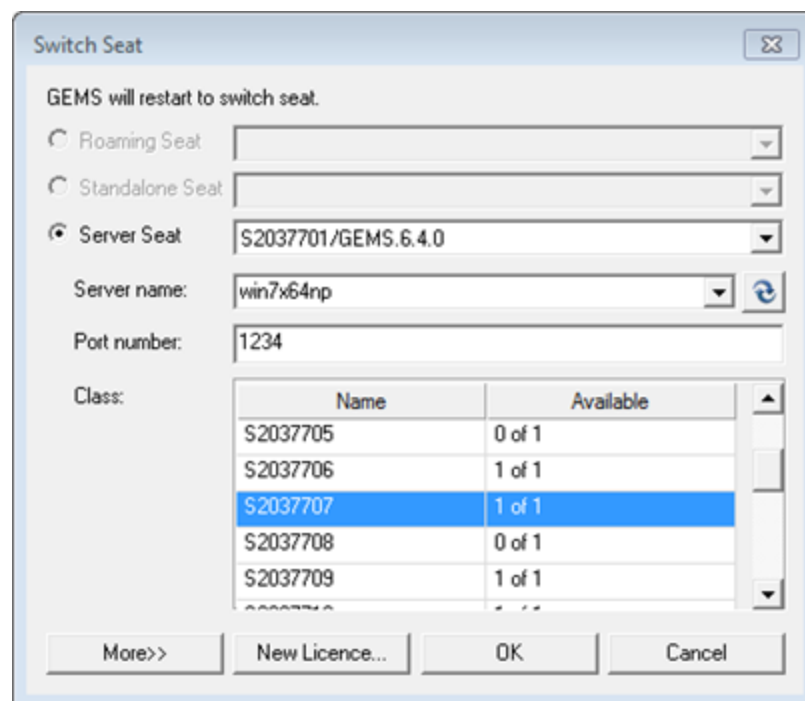 Switch Seat
GEMS will restart to switch seat.
Roaming Seat
Standalone Seat
Server Seat S2037701/GEMS.6.4.0
Server name: win7x64np
Port number: 1234
Class: Name Available
S2037705 0 of 1
S2037706 1 of 1
S2037707 1 of 1
S2037708 0 of 1
S2037709 1 of 1
More>> New Licence... OK Cancel